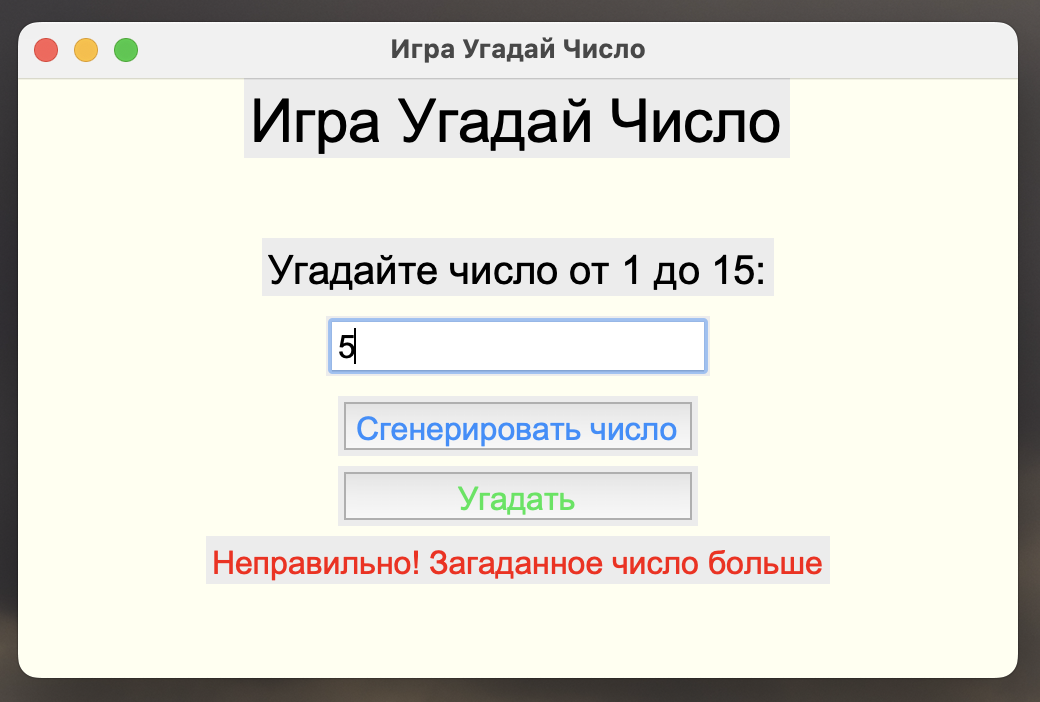 Игра Угадай Число
Игра Угадай Число
Угадайте число от 1 до 15:
5
Сгенерировать число
Угадать
Неправильно! Загаданное число больше